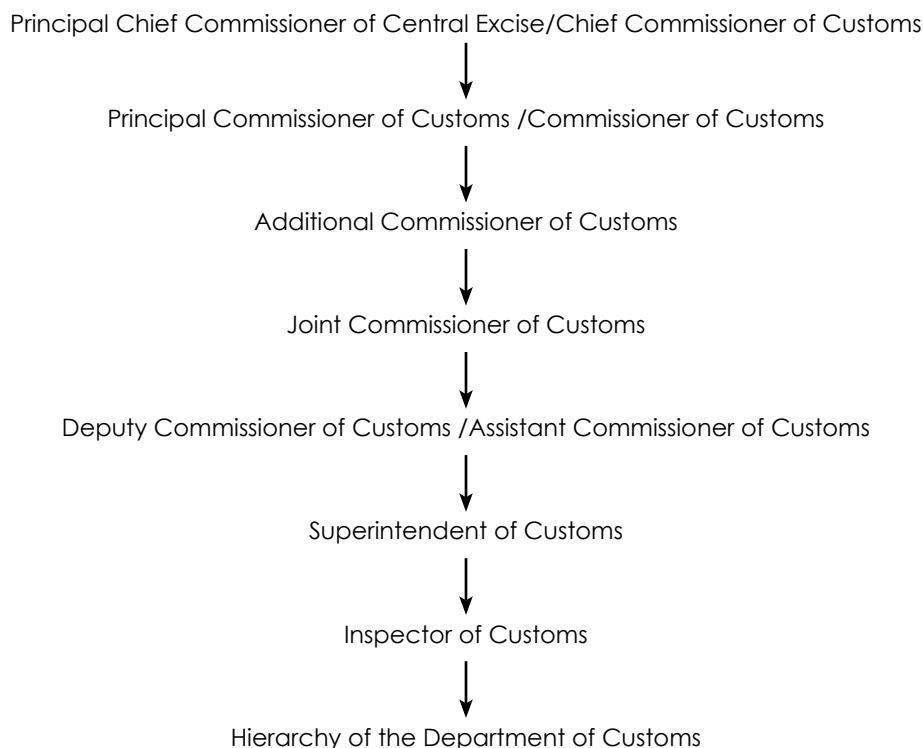 Principal Chief Commissioner of Central Excise/Chief Commissioner of Customs
Principal Commissioner of Customs /Commissioner of Customs
Additional Commissioner of Customs
Joint Commissioner of Customs
Deputy Commissioner of Customs /Assistant Commissioner of Customs
Superintendent of Customs
Inspector of Customs
Hierarchy of the Department of Customs